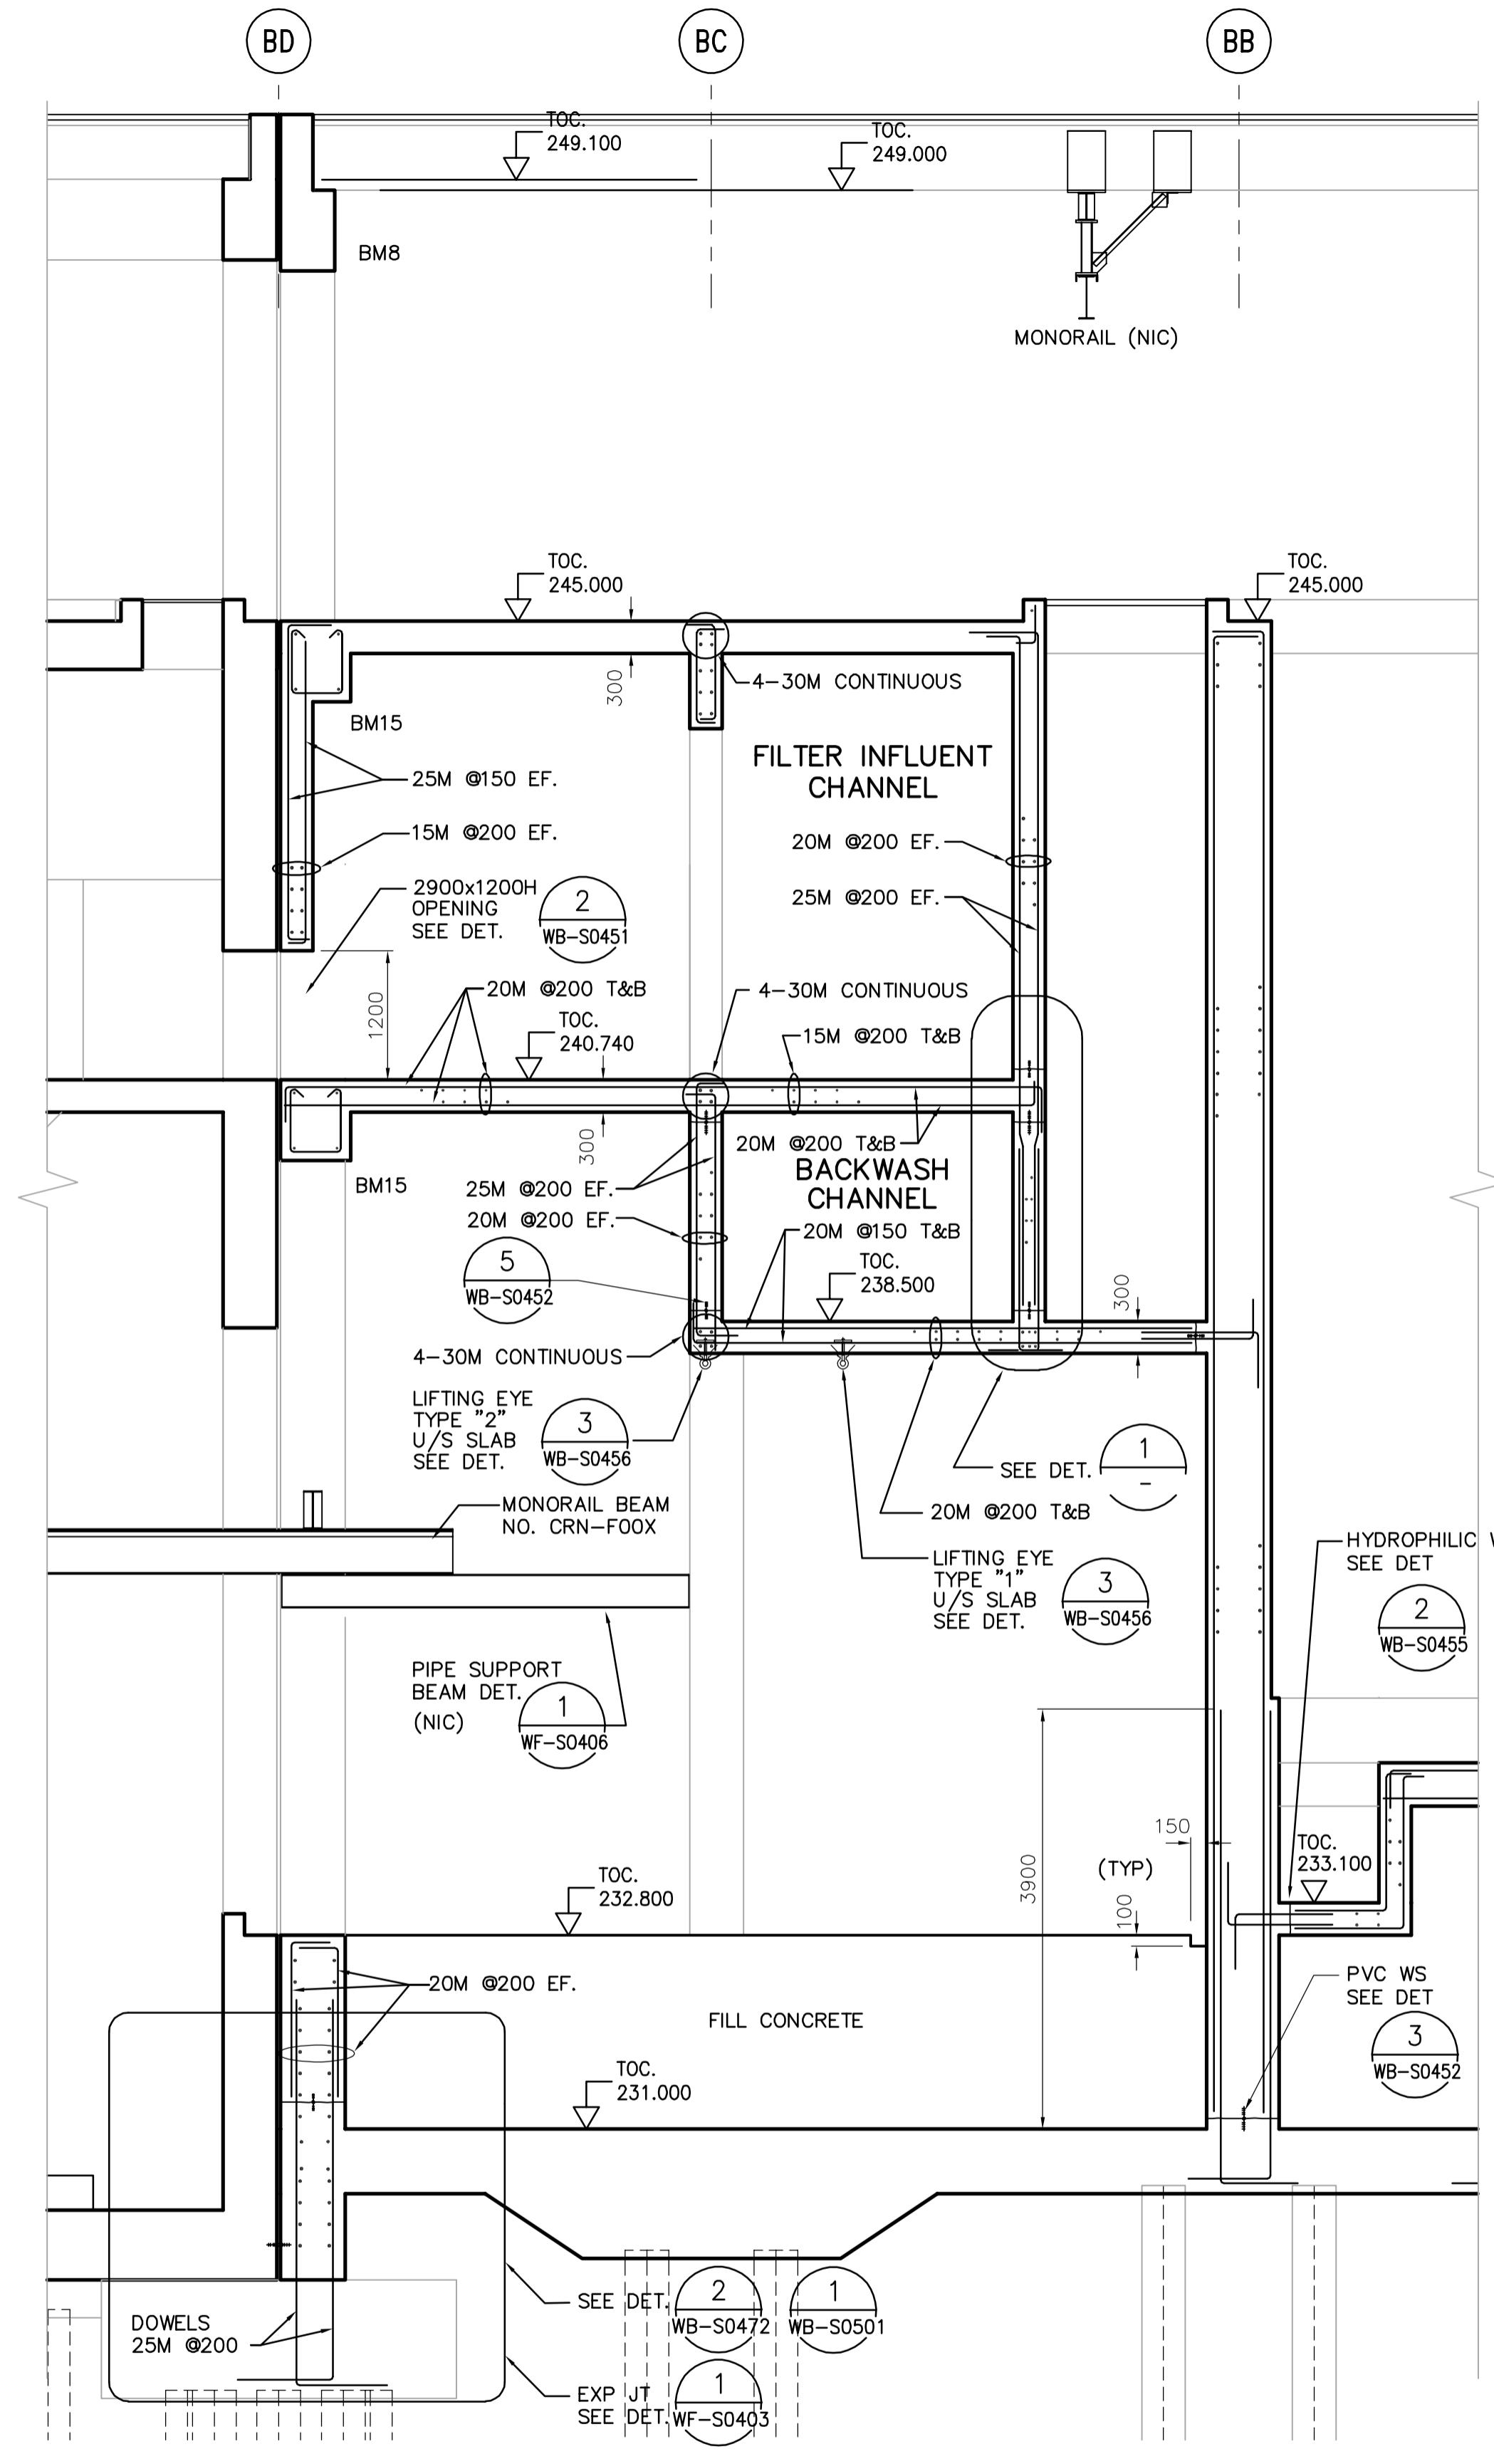 BD
BC
BB
TOC.
249.100
TOC.
249.000
BM8
MONORAIL (NIC)
TOC.
245.000
TOC.
245.000
300
4-30M CONTINUOUS
BM15
FILTER INFLUENT
CHANNEL
25M @150 EF.
15M @200 EF.
20M @200 EF.
2900x1200H
OPENING
SEE DET.
2
WB-S0451
25M @200 EF.
20M @200 T&B
4-30M CONTINUOUS
1200
TOC.
240.740
15M @200 T&B
300
20M @200 T&B
BACKWASH
CHANNEL
BM15
25M @200 EF.
20M @200 EF.
20M @150 T&B
5
WB-S0452
TOC.
238.500
300
4-30M CONTINUOUS
LIFTING EYE
TYPE "2"
U/S SLAB
SEE DET.
3
WB-S0456
SEE DET.
1
-
MONORAIL BEAM
NO. CRN-F00X
20M @200 T&B
HYDROPHILIC
SEE DET
2
WB-S0455
LIFTING EYE
TYPE "1"
U/S SLAB
SEE DET.
3
WB-S0456
PIPE SUPPORT
BEAM DET.
(NIC)
1
WF-S0406
150
(TYP)
3900
100
TOC.
233.100
TOC.
232.800
20M @200 EF.
PVC WS
SEE DET
3
WB-S0452
FILL CONCRETE
TOC.
231.000
SEE DET.
2
WB-S0472
1
WB-S0501
DOWELS
25M @200
EXP JT
SEE DET.
1
WF-S0403